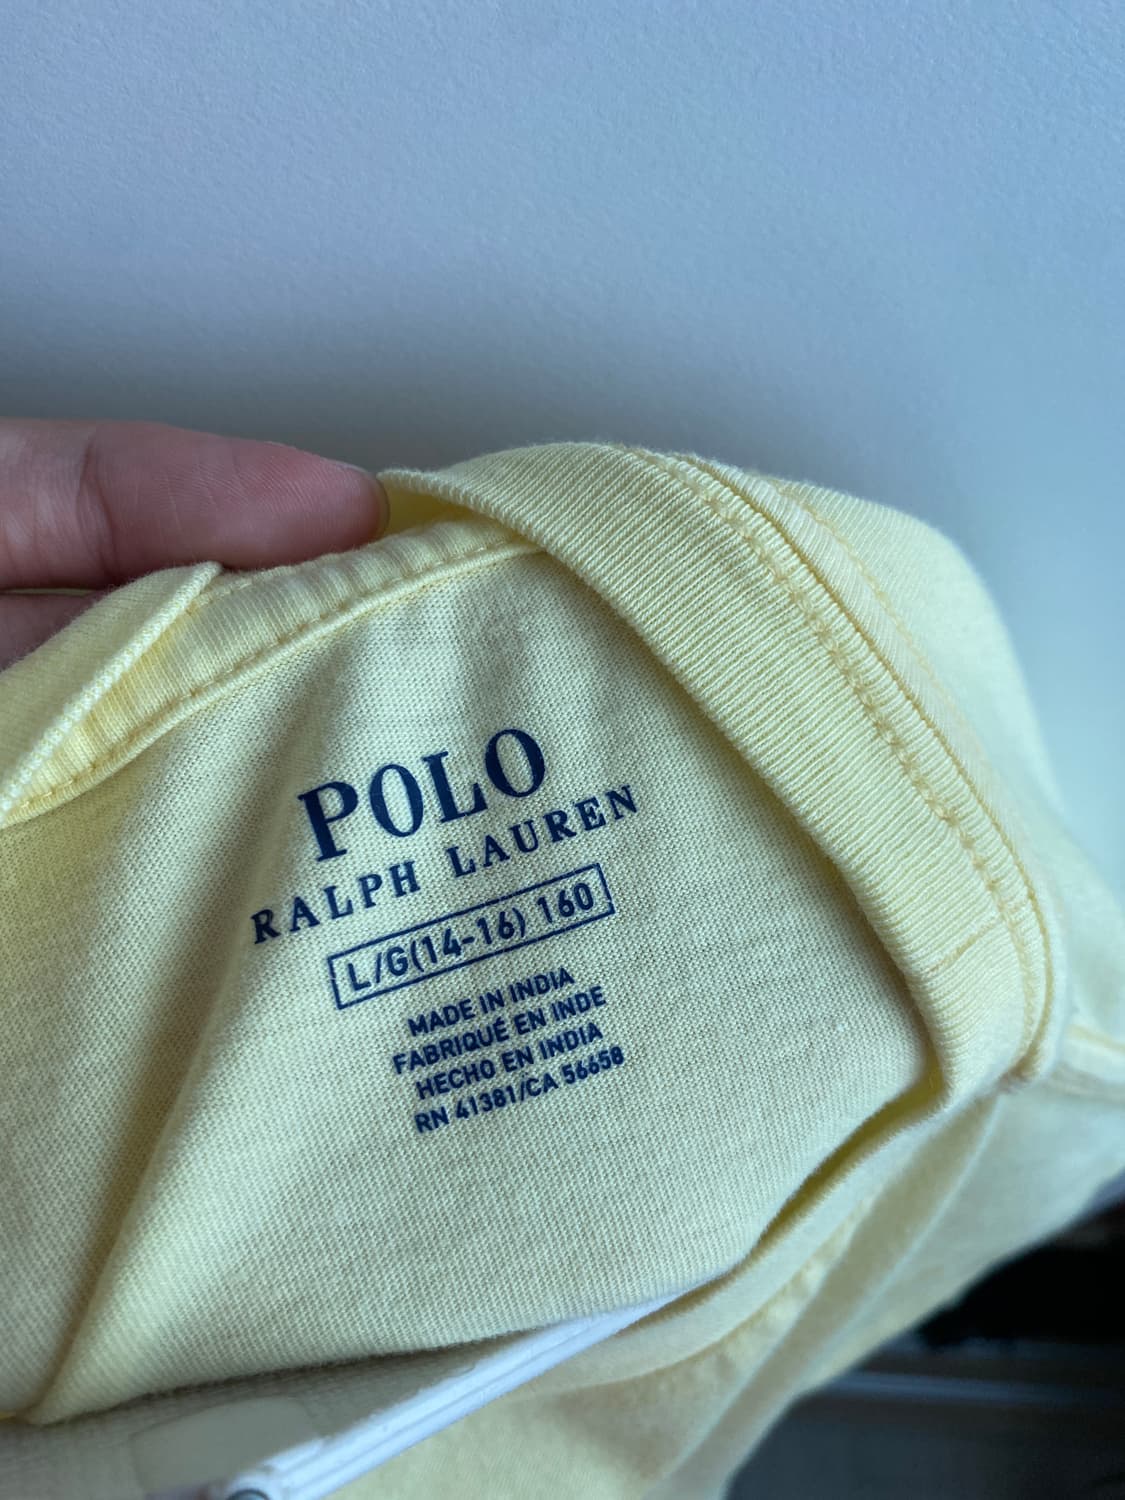 POLO
RALPH LAUREN
L/G(14-16) 160
MADE IN INDIA
FABRIQUÉ EN INDE
HECHO EN INDIA
RN 41381/CA 56658